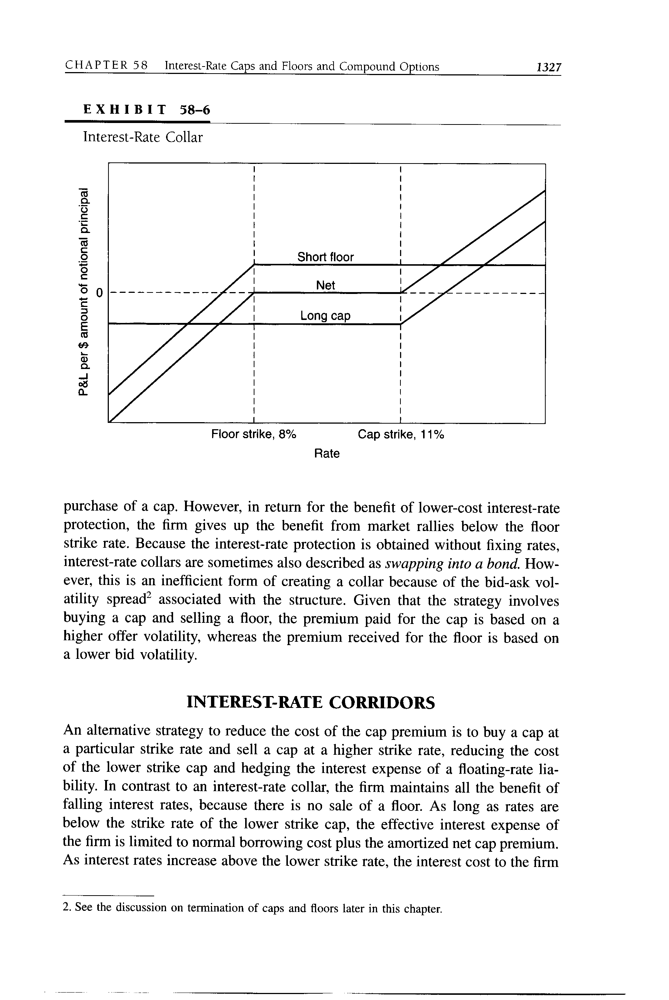 CHAPTER 58 Interest-Rate Caps and Floors and Compound Options 1327
EXHIBIT 58–6
Interest-Rate Collar
P&L per $ amount of notional principal
0
Short floor
Net
Long cap
Floor strike, 8% Cap strike, 11%
Rate
purchase of a cap. However, in return for the benefit of lower-cost interest-rate
protection, the firm gives up the benefit from market rallies below the floor
strike rate. Because the interest-rate protection is obtained without fixing rates,
interest-rate collars are sometimes also described as swapping into a bond. How-
ever, this is an inefficient form of creating a collar because of the bid-ask vol-
atility spread² associated with the structure. Given that the strategy involves
buying a cap and selling a floor, the premium paid for the cap is based on a
higher offer volatility, whereas the premium received for the floor is based on
a lower bid volatility.
INTEREST-RATE CORRIDORS
An alternative strategy to reduce the cost of the cap premium is to buy a cap at
a particular strike rate and sell a cap at a higher strike rate, reducing the cost
of the lower strike cap and hedging the interest expense of a floating-rate lia-
bility. In contrast to an interest-rate collar, the firm maintains all the benefit of
falling interest rates, because there is no sale of a floor. As long as rates are
below the strike rate of the lower strike cap, the effective interest expense of
the firm is limited to normal borrowing cost plus the amortized net cap premium.
As interest rates increase above the lower strike rate, the interest cost to the firm
2. See the discussion on termination of caps and floors later in this chapter.